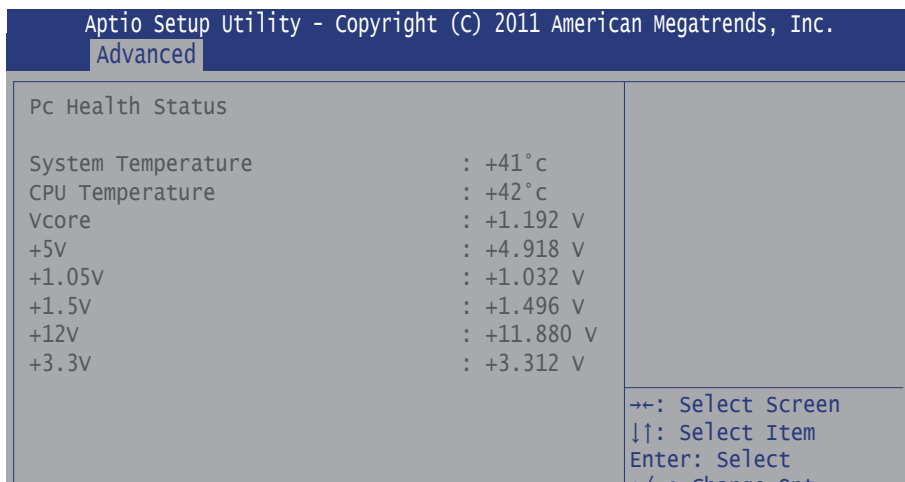 Aptio Setup Utility - Copyright (C) 2011 American Megatrends, Inc.
Advanced
Pc Health Status
System Temperature : +41°c
CPU Temperature : +42°c
Vcore : +1.192 V
+5V : +4.918 V
+1.05V : +1.032 V
+1.5V : +1.496 V
+12V : +11.880 V
+3.3V : +3.312 V
→←: Select Screen
↓↑: Select Item
Enter: Select
Change Opt